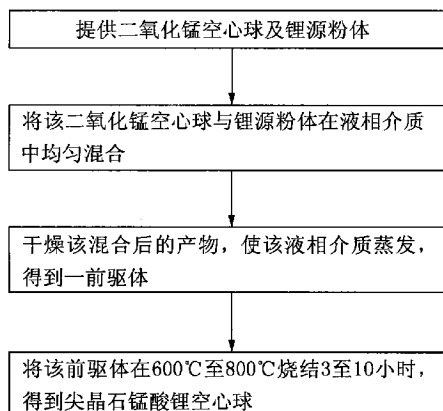 提供二氧化锰空心球及锂源粉体
将该二氧化锰空心球与锂源粉体在液相介质
中均匀混合
干燥该混合后的产物，使该液相介质蒸发，
得到一前驱体
将该前驱体在600℃至800℃烧结3至10小时，
得到尖晶石锰酸锂空心球